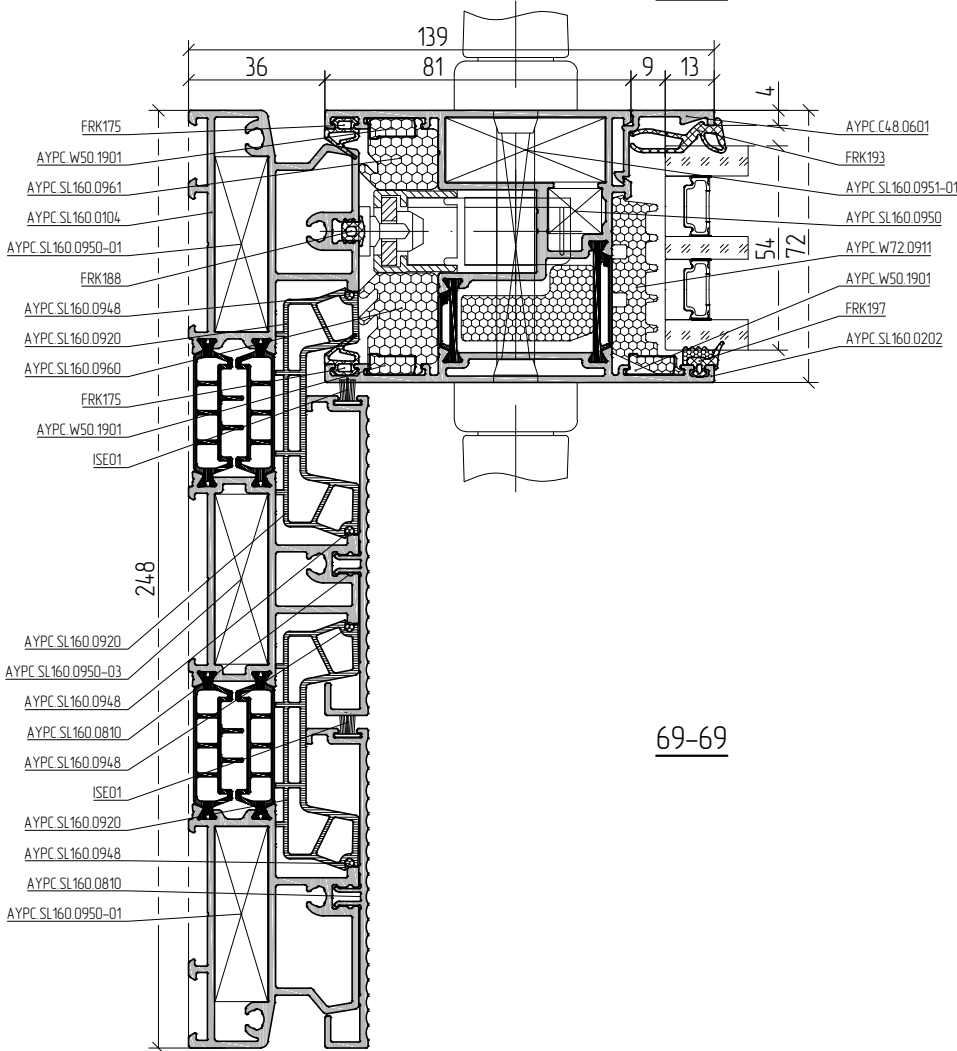 139
36
81
9
13
4
54
72
248
FRK175
AYPC.W50.1901
AYPC.SL160.0961
AYPC.SL160.0104
AYPC.SL160.0950-01
FRK188
AYPC.SL160.0948
AYPC.SL160.0920
AYPC.SL160.0960
FRK175
AYPC.W50.1901
ISE01
AYPC.C48.0601
FRK193
AYPC.SL160.0951-01
AYPC.SL160.0950
AYPC.W72.0911
AYPC.W50.1901
FRK197
AYPC.SL160.0202
AYPC.SL160.0920
AYPC.SL160.0950-03
AYPC.SL160.0948
AYPC.SL160.0810
AYPC.SL160.0948
ISE01
AYPC.SL160.0920
AYPC.SL160.0948
AYPC.SL160.0810
AYPC.SL160.0950-01
69-69